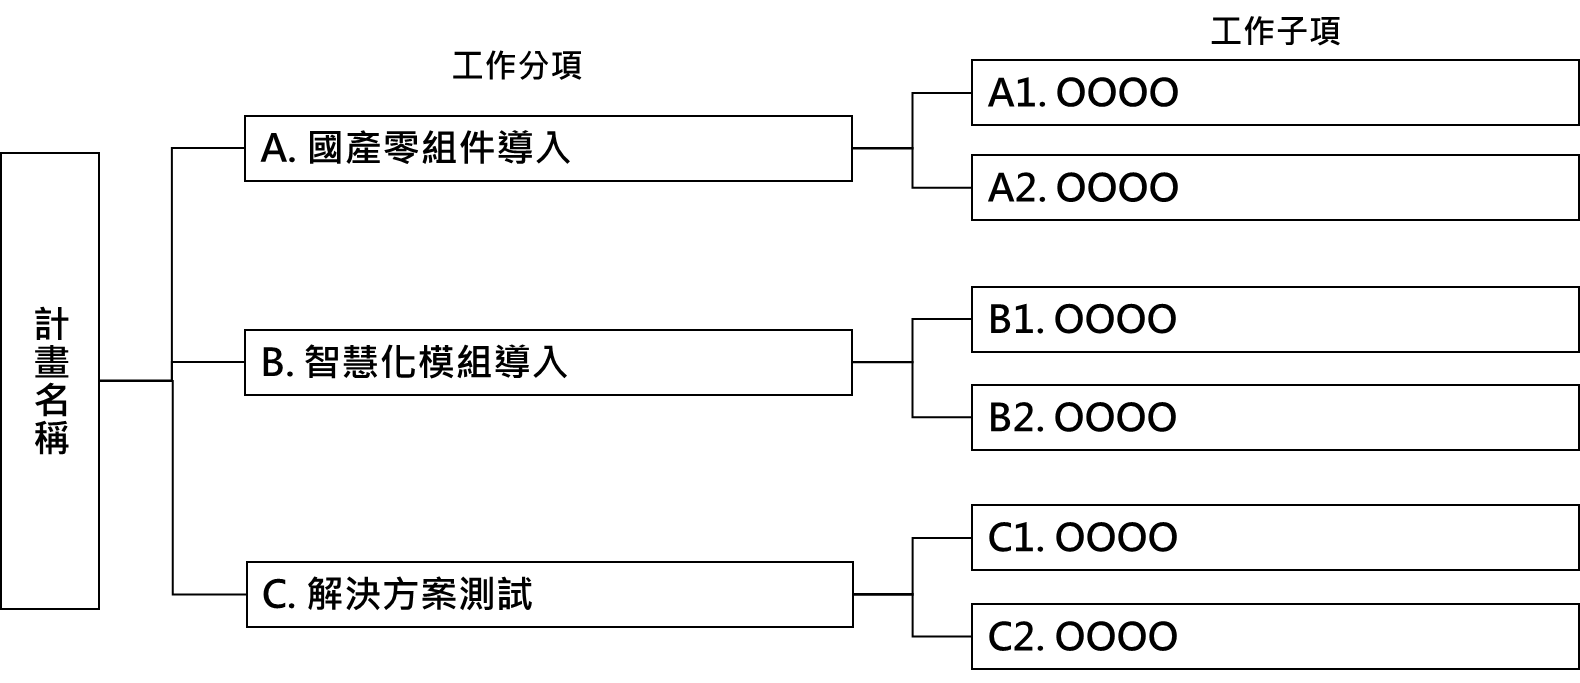 工作分項
工作子項
計畫名稱
A. 國產零組件導入
A1. OOOO
A2. OOOO
B. 智慧化模組導入
B1. OOOO
B2. OOOO
C. 解決方案測試
C1. OOOO
C2. OOOO